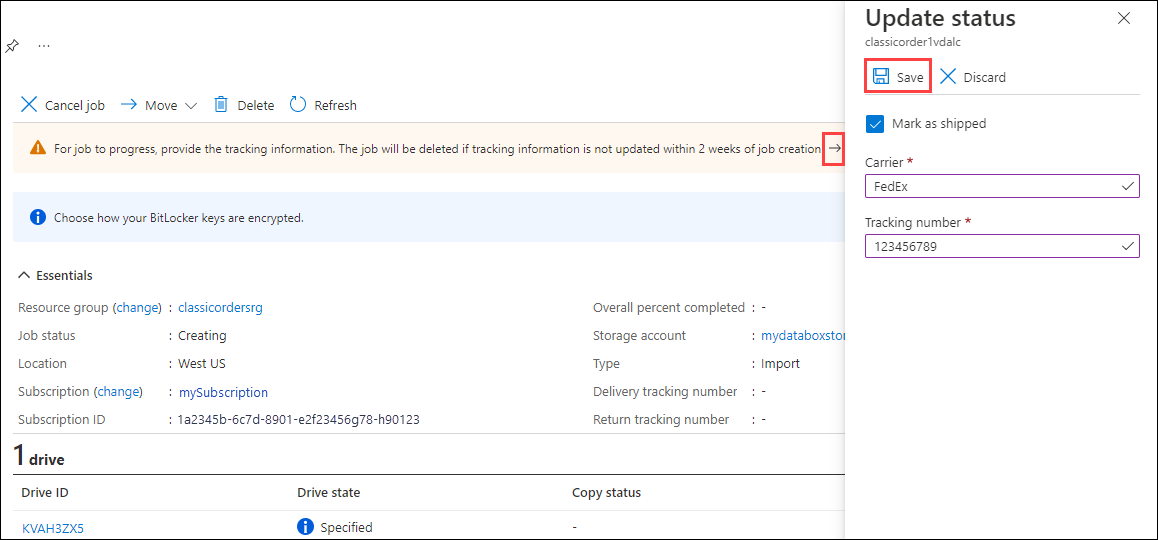 Update status
classicorder1vdalc
Save Discard
Mark as shipped
Carrier *
FedEx
Tracking number *
123456789
...
Cancel job Move Delete Refresh
For job to progress, provide the tracking information. The job will be deleted if tracking information is not updated within 2 weeks of job creation →
Choose how your BitLocker keys are encrypted.
Essentials
Resource group (change) : classicordersrg Overall percent completed : -
Job status : Creating Storage account : mydataboxstor
Location : West US Type : Import
Subscription (change) : mySubscription Delivery tracking number : -
Subscription ID : 1a2345b-6c7d-8901-e2f23456g78-h90123 Return tracking number : -
1 drive
Drive ID Drive state Copy status
KVAH3ZX5 Specified -